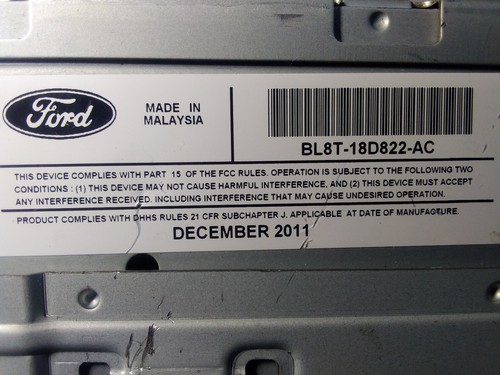 Ford
MADE IN
MALAYSIA
BL8T-18D822-AC
THIS DEVICE COMPLIES WITH PART 15 OF THE FCC RULES. OPERATION IS SUBJECT TO THE FOLLOWING TWO
CONDITIONS : (1) THIS DEVICE MAY NOT CAUSE HARMFUL INTERFERENCE, AND (2) THIS DEVICE MUST ACCEPT
ANY INTERFERENCE RECEIVED. INCLUDING INTERFERENCE THAT MAY CAUSE UNDESIRED OPERATION.
PRODUCT COMPLIES WITH DHHS RULES 21 CFR SUBCHAPTER J. APPLICABLE AT DATE OF MANUFACTURE.
DECEMBER 2011